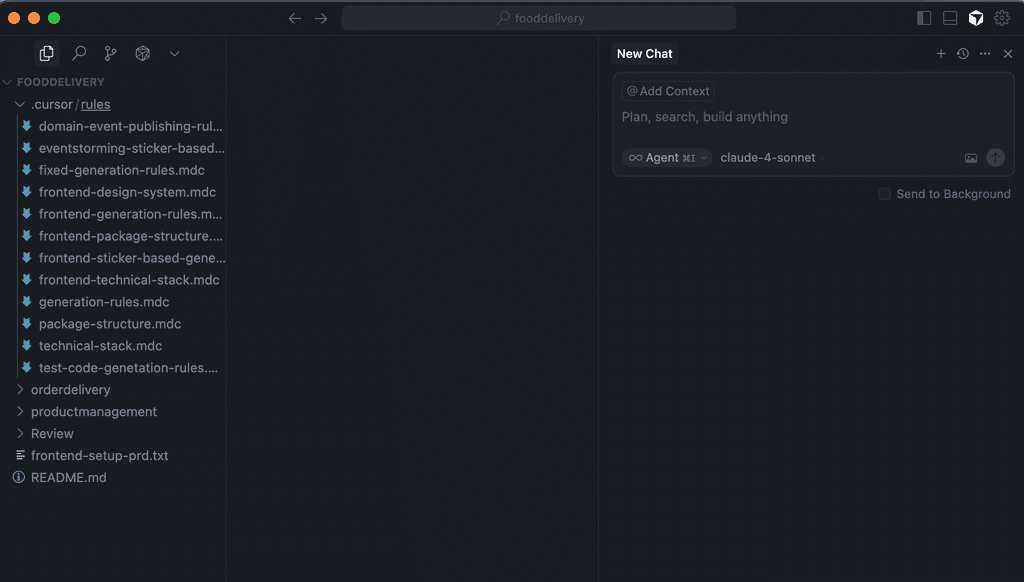 fooddelivery
New Chat
FOODDELIVERY
.cursor/rules
domain-event-publishing-rul...
eventstorming-sticker-based...
fixed-generation-rules.mdc
frontend-design-system.mdc
frontend-generation-rules.m...
frontend-package-structure....
frontend-sticker-based-gene...
frontend-technical-stack.mdc
generation-rules.mdc
package-structure.mdc
technical-stack.mdc
test-code-genetation-rules....
orderdelivery
productmanagement
Review
frontend-setup-prd.txt
README.md
@ Add Context
Plan, search, build anything
∞ Agent ⌘I claude-4-sonnet
Send to Background